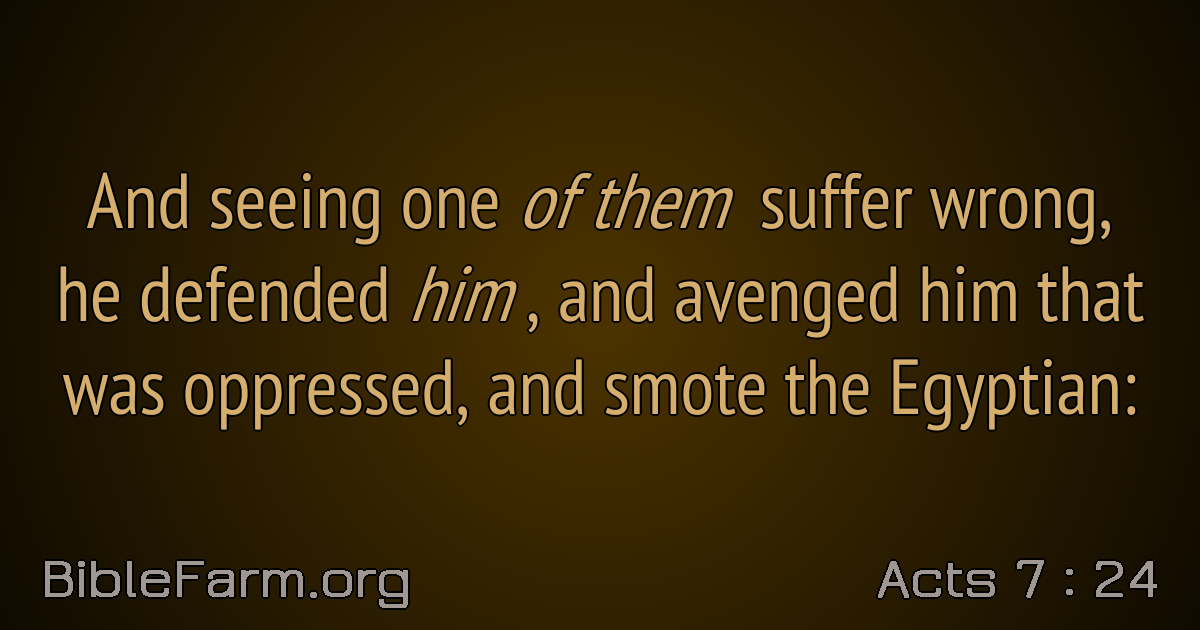 And seeing one of them suffer wrong,
he defended him , and avenged him that
was oppressed, and smote the Egyptian:
BibleFarm.org
Acts 7 : 24